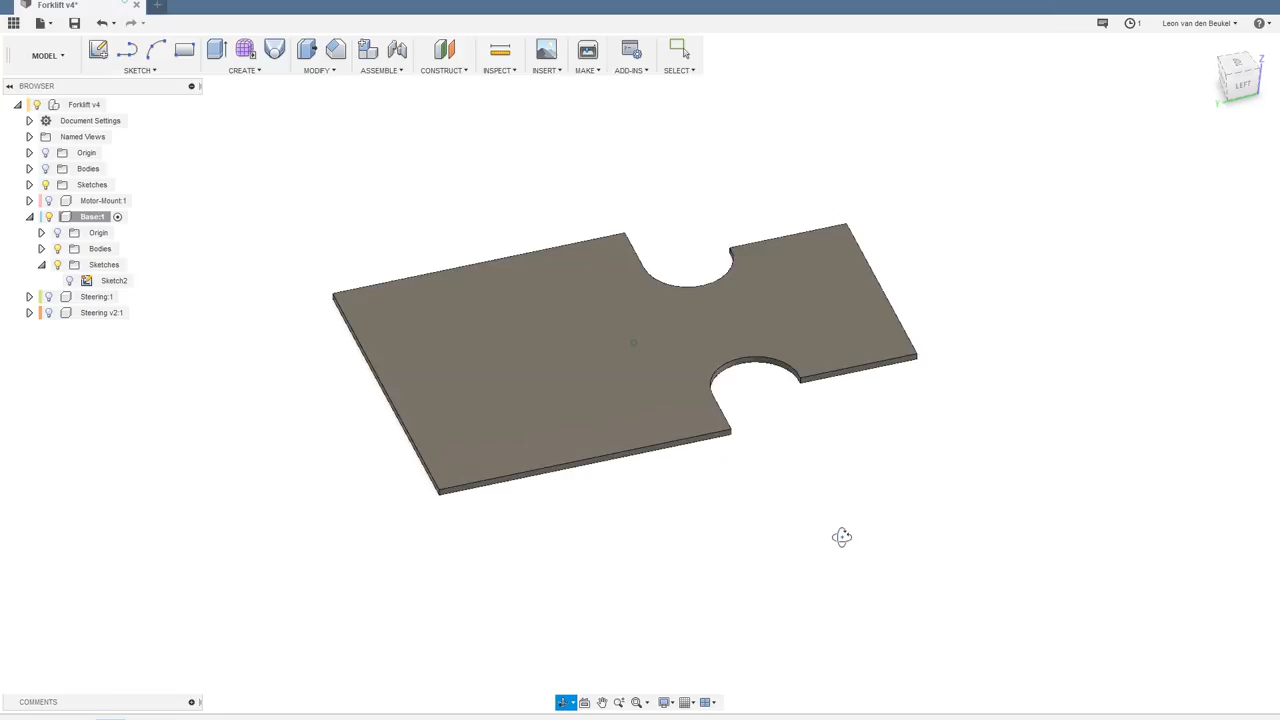 Forklift v4*
1
Leon van den Beukel
MODEL
SKETCH
CREATE
MODIFY
ASSEMBLE
CONSTRUCT
INSPECT
INSERT
MAKE
ADD-INS
SELECT
Z
LEFT
Y
BROWSER
Forklift v4
Document Settings
Named Views
Origin
Bodies
Sketches
Motor-Mount:1
Base:1
Origin
Bodies
Sketches
Sketch2
Steering:1
Steering v2:1
COMMENTS